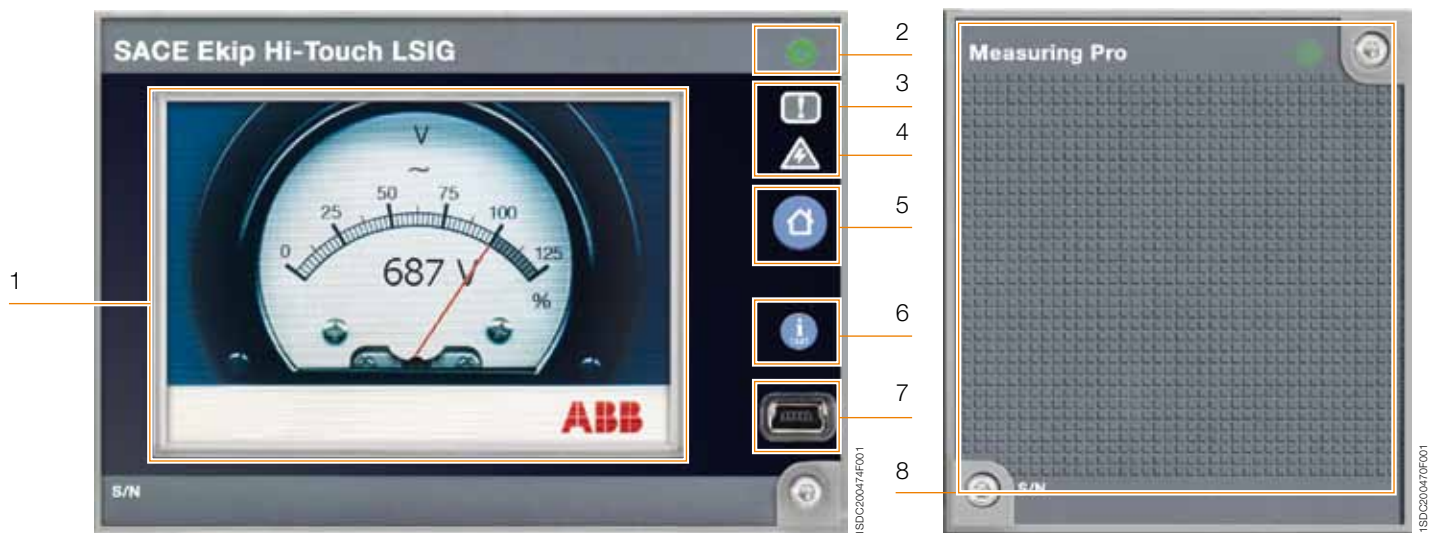 SACE Ekip Hi-Touch LSIG
V
~
0 25 50 75 100 125
%
687 V
ABB
S/N
1
2
3
4
5
6
7
8
1SDC200474F001
Measuring Pro
S/N
1SDC200470F001